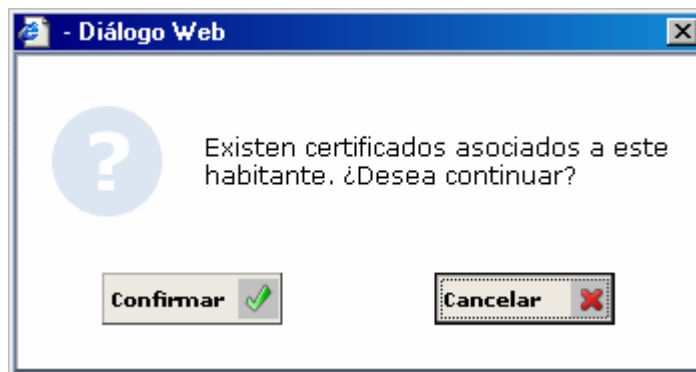 - Diálogo Web
Existen certificados asociados a este
habitante. ¿Desea continuar?
Confirmar
Cancelar